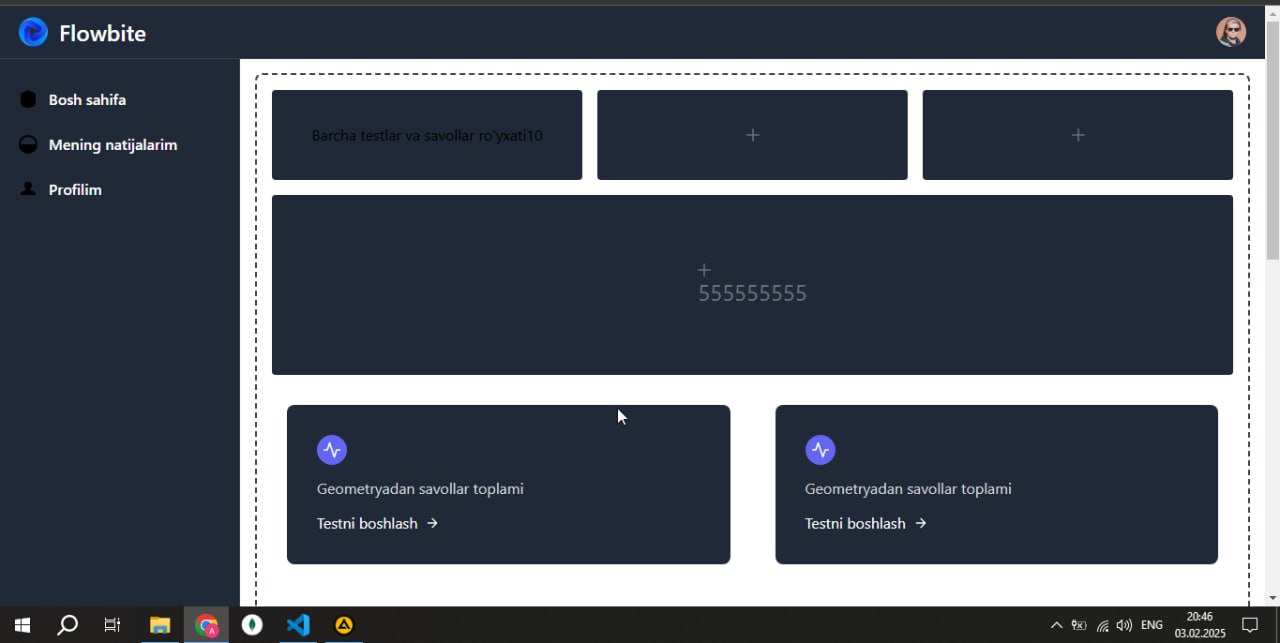 Flowbite
Bosh sahifa
Mening natijalarim
Profilim
Barcha testlar va savollar ro'yxati10
+
+
+
555555555
Geometryadan savollar toplami
Testni boshlash →
Geometryadan savollar toplami
Testni boshlash →
ENG
20:46
03.02.2025